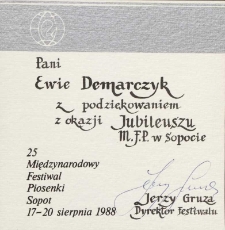 Pani
Ewie Demarczyk
z podziękowaniem
z okazji Jubileuszu
M.F.P. w Sopocie
25
Międzynarodowy
Festiwal
Piosenki
Sopot
17–20 sierpnia 1988
Jerzy Gruza
Dyrektor Festiwalu